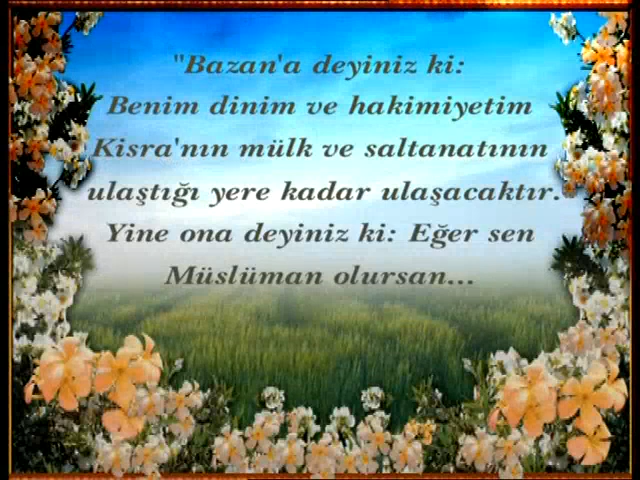 "Bazan'a deyiniz ki:
Benim dinim ve hakimiyetim
Kisra'nın mülk ve saltanatının
ulaştığı yere kadar ulaşacaktır.
Yine ona deyiniz ki: Eğer sen
Müslüman olursan...